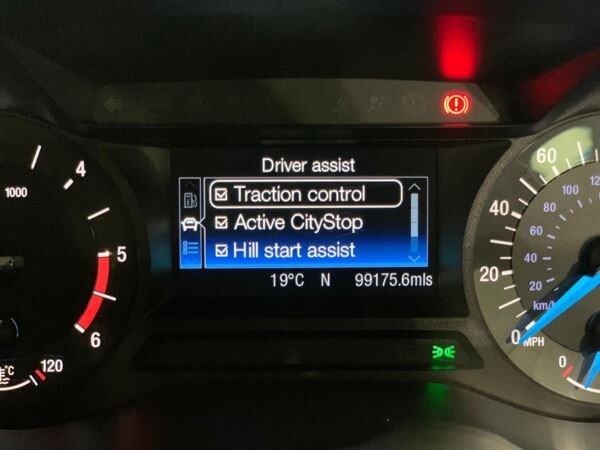 Driver assist
Traction control
Active CityStop
Hill start assist
19°C N 99175.6mls
1000
4
5
6
120
°C
60
40
20
0 MPH
120
100
80
60
40
20
km/h
0